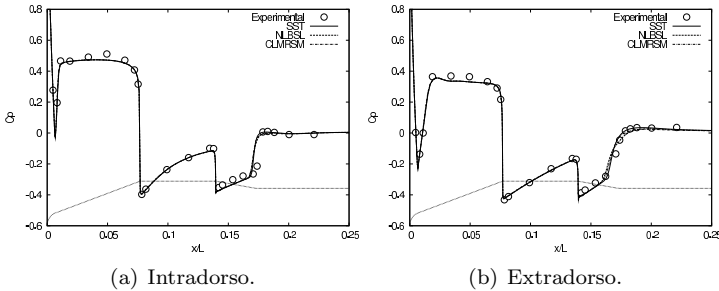 Experimental
SST
NLBSL
CLMRSM
0.8
0.6
0.4
0.2
0
-0.2
-0.4
-0.6
Cp
0
0.05
0.1
0.15
0.2
0.25
x/L
(a) Intradorso.
Experimental
SST
NLBSL
CLMRSM
0.8
0.6
0.4
0.2
0
-0.2
-0.4
-0.6
Cp
0
0.05
0.1
0.15
0.2
0.25
x/L
(b) Extradorso.